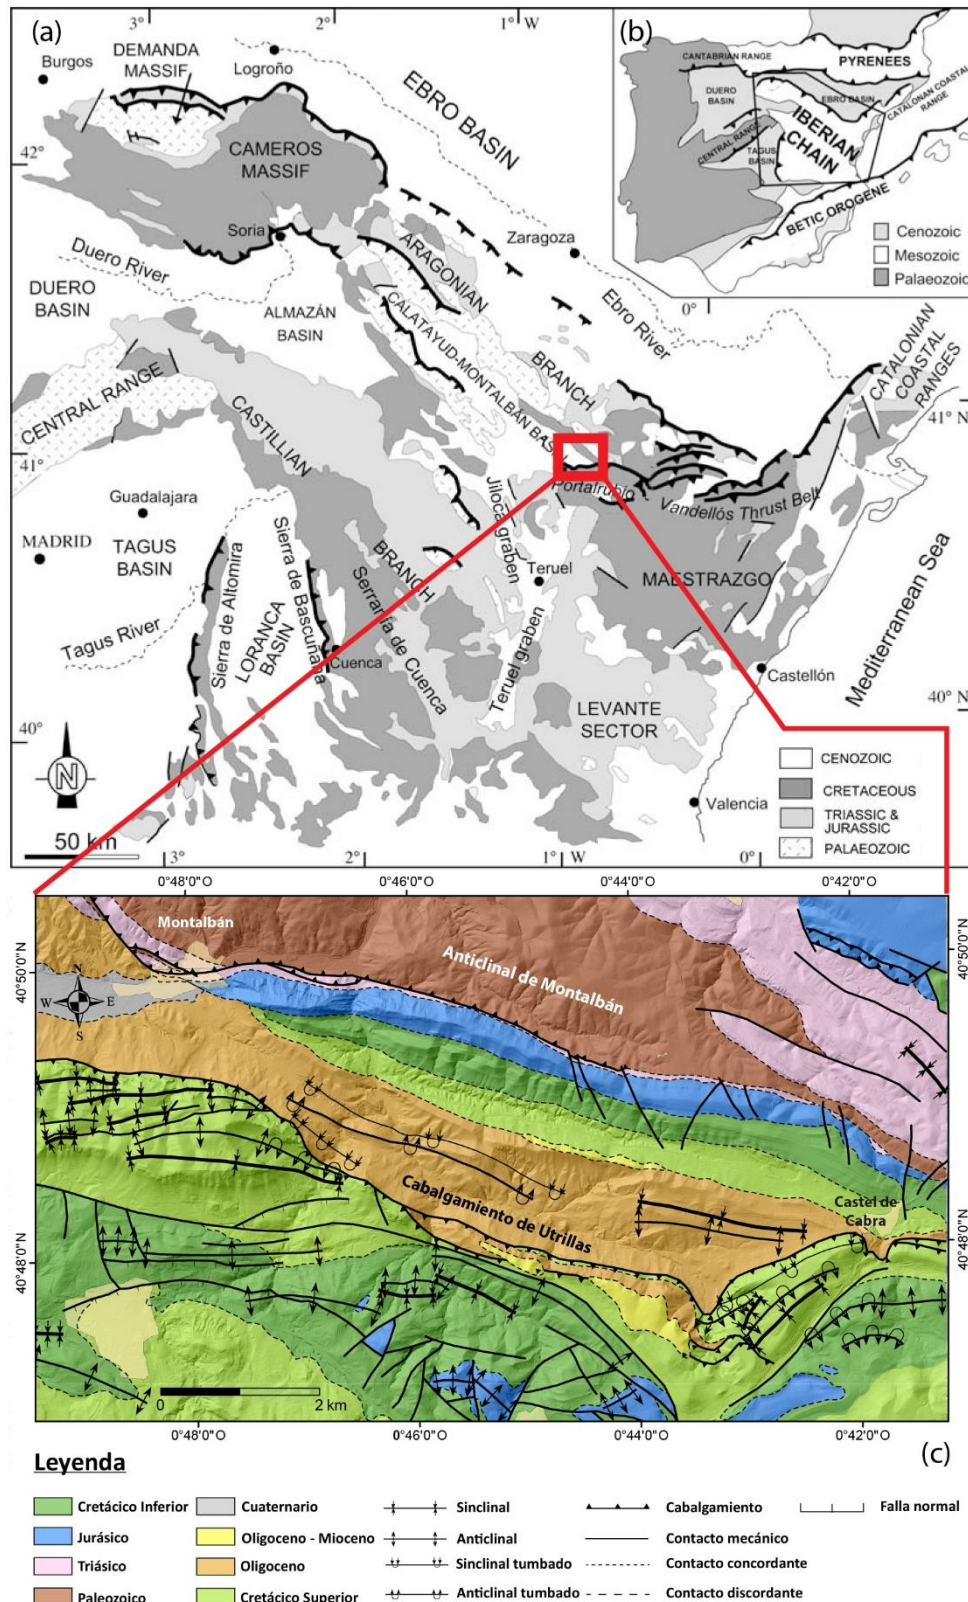 (a)
3°
2°
1° W
(b)
DEMANDA
MASSIF
Burgos
Logroño
EBRO BASIN
CANTABRIAN RANGE
PYRENEES
DUERO
BASIN
EBRO BASIN
CATALONAN COASTAL
RANGE
IBERIAN
CHAIN
CENTRAL RANGE
TAGUS
BASIN
BETIC OROGENE
Cenozoic
Mesozoic
Palaeozoic
42°
CAMEROS
MASSIF
Soria
Zaragoza
0°
Duero River
DUERO
BASIN
ALMAZÁN
BASIN
ARAGONIAN
BRANCH
CALATAYUD-MONTALBÁN BASIN
Ebro River
CATALONIAN
COASTAL
RANGES
41° N
CENTRAL RANGE
CASTILLIAN
BRANCH
41°
Guadalajara
MADRID
TAGUS
BASIN
Tagus River
Sierra de Altomira
LORANCA
BASIN
Sierra de Bascuñana
Serranía de Cuenca
Cuenca
Jiloca graben
Portalrubio
Vandellós Thrust Belt
Teruel
MAESTRAZGO
Teruel graben
Mediterranean Sea
Castellón
40° N
40°
LEVANTE
SECTOR
N
50 km
Valencia
CENOZOIC
CRETACEOUS
TRIASSIC &
JURASSIC
PALAEOZOIC
3°
2°
1° W
0°
0°48'0"O
0°46'0"O
0°44'0"O
0°42'0"O
40°50'0"N
40°50'0"N
Montalbán
Anticlinal de Montalbán
N
W
E
S
Cabalgamiento de Utrillas
Castel de
Cabra
40°48'0"N
40°48'0"N
0
2 km
0°48'0"O
0°46'0"O
0°44'0"O
0°42'0"O
(c)
Leyenda
Cretácico Inferior
Cuaternario
Sinclinal
Cabalgamiento
Falla normal
Jurásico
Oligoceno - Mioceno
Anticlinal
Contacto mecánico
Triásico
Oligoceno
Sinclinal tumbado
Contacto concordante
Paleozoico
Cretácico Superior
Anticlinal tumbado
Contacto discordante